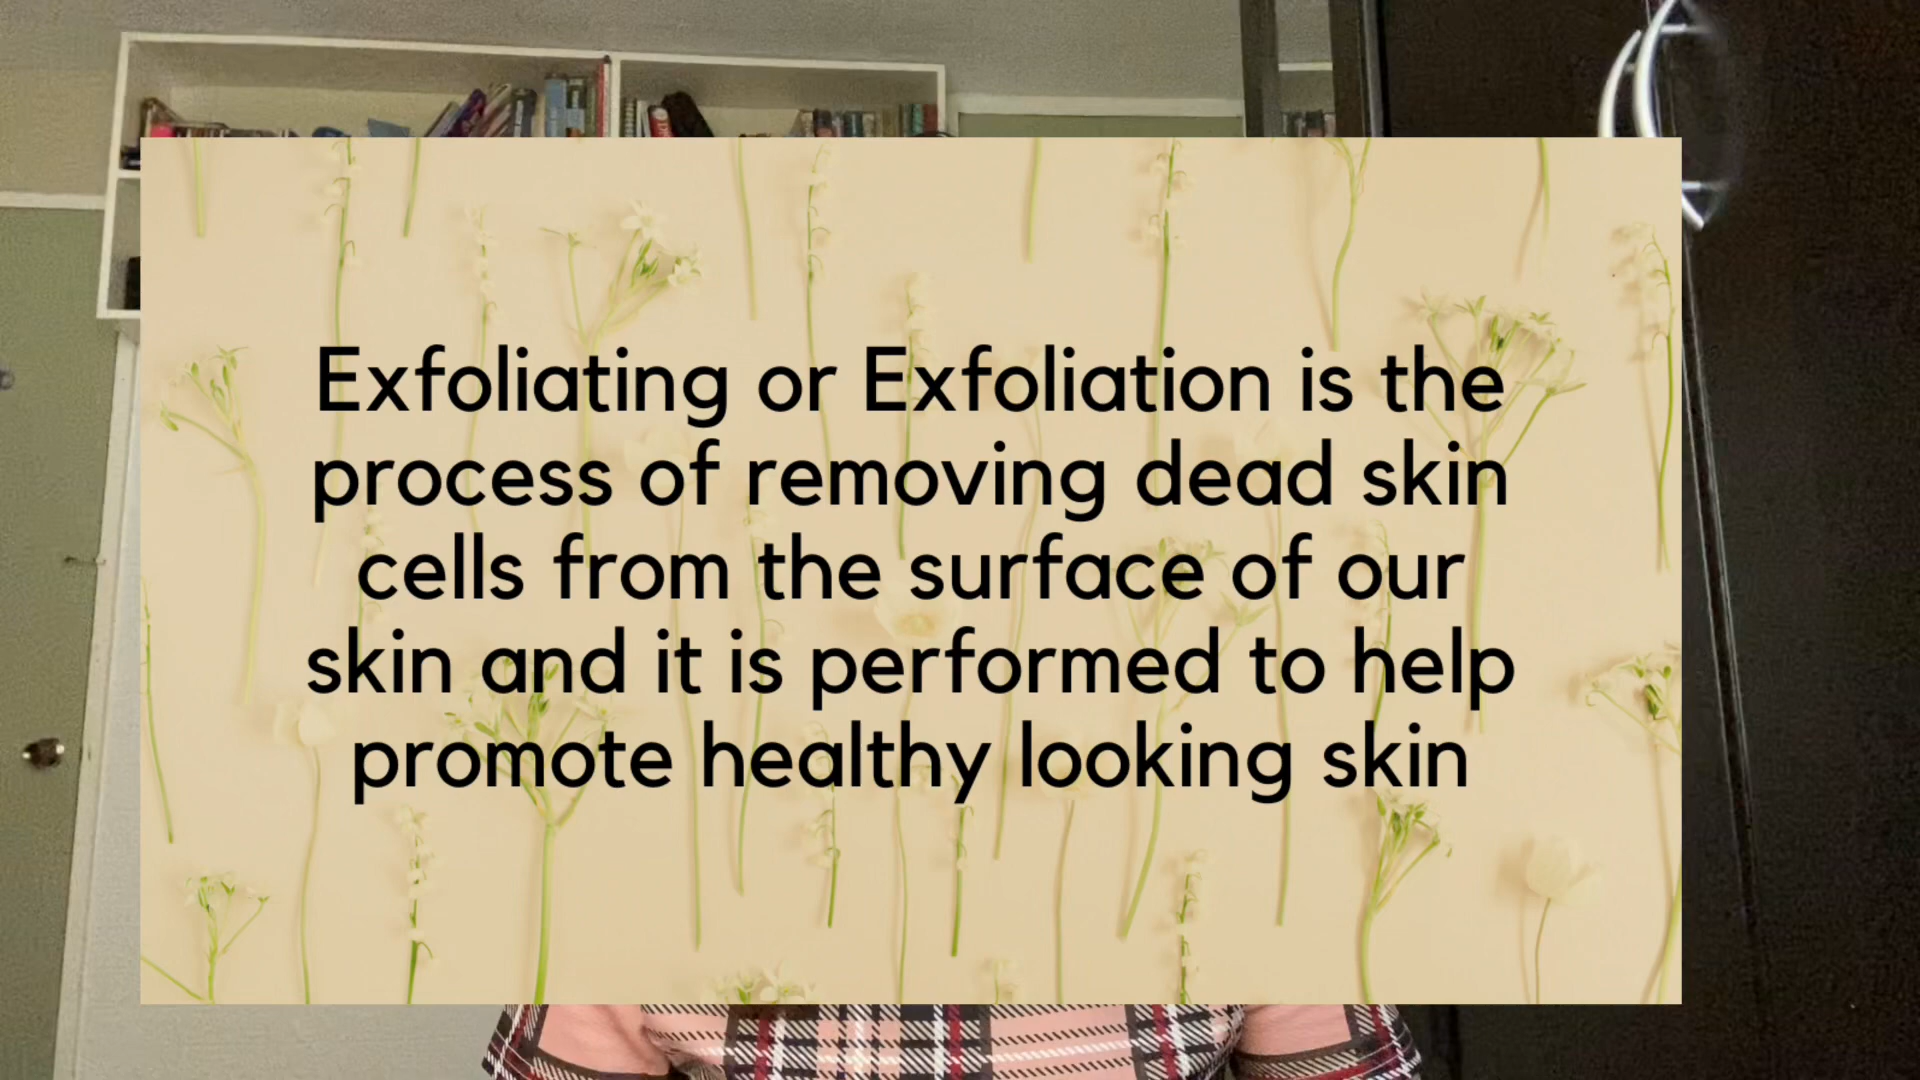 Exfoliating or Exfoliation is the
process of removing dead skin
cells from the surface of our
skin and it is performed to help
promote healthy looking skin